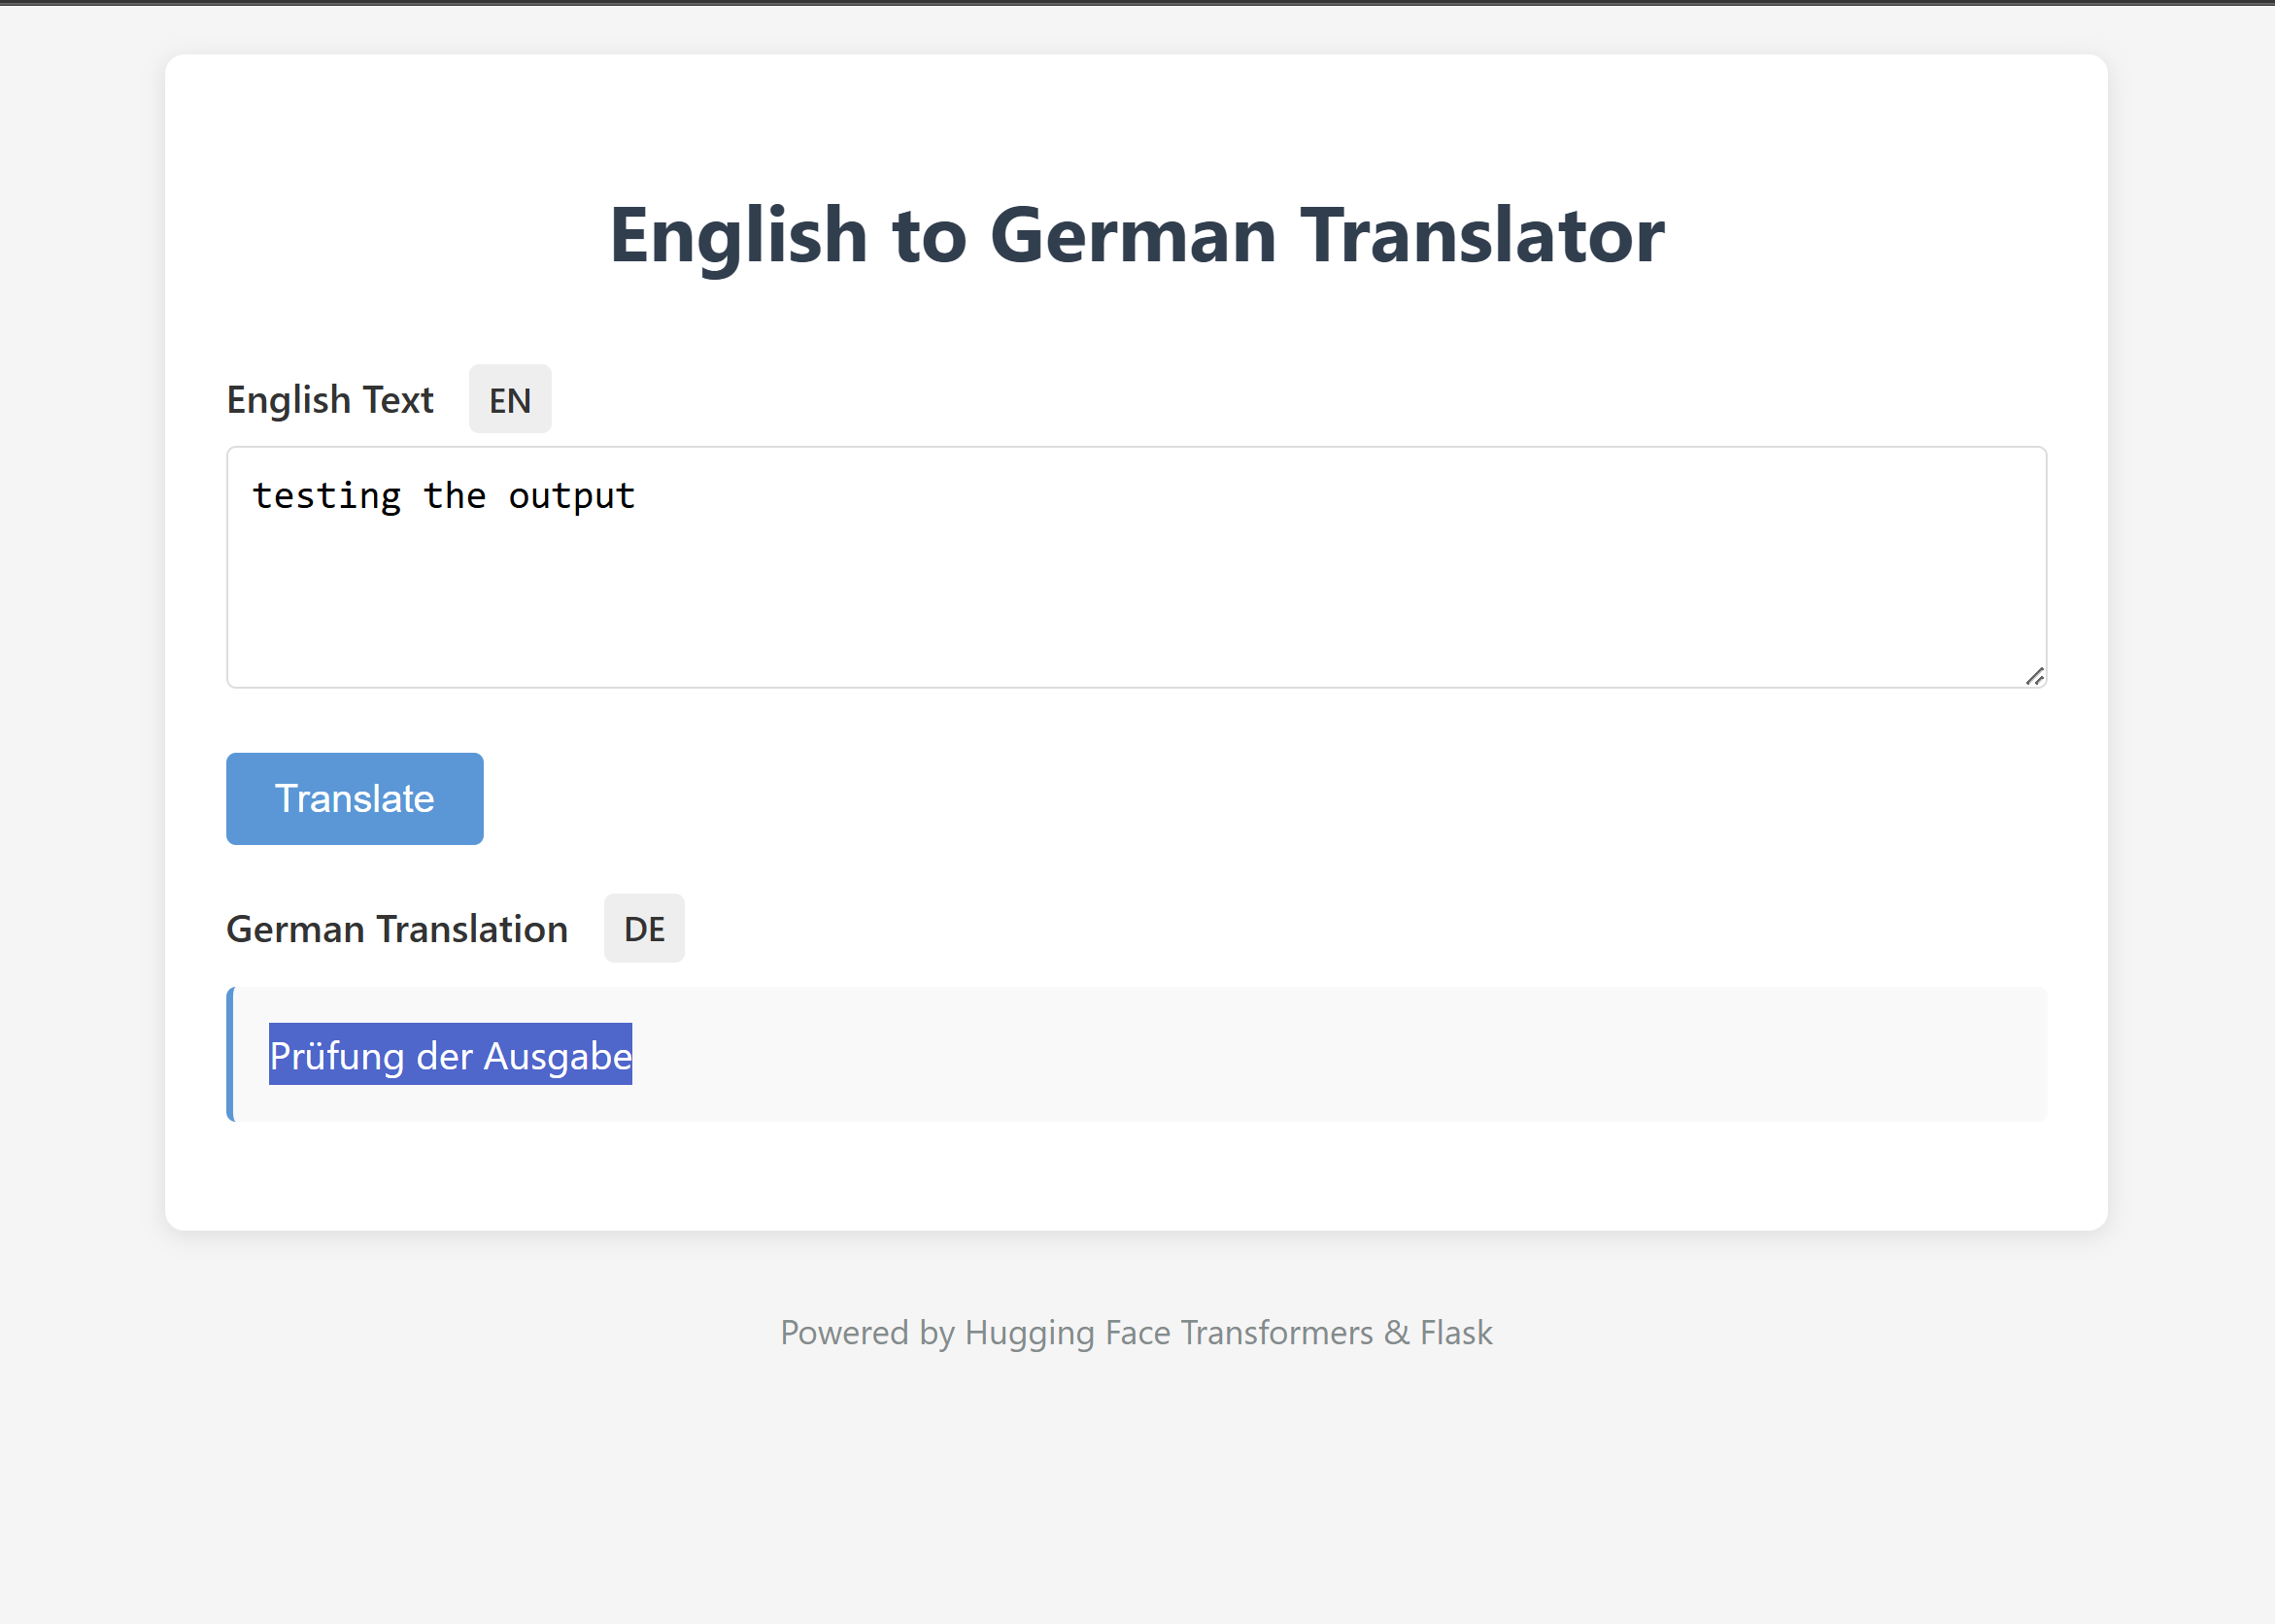 English to German Translator
English Text EN
testing the output
Translate
German Translation DE
Prüfung der Ausgabe
Powered by Hugging Face Transformers & Flask